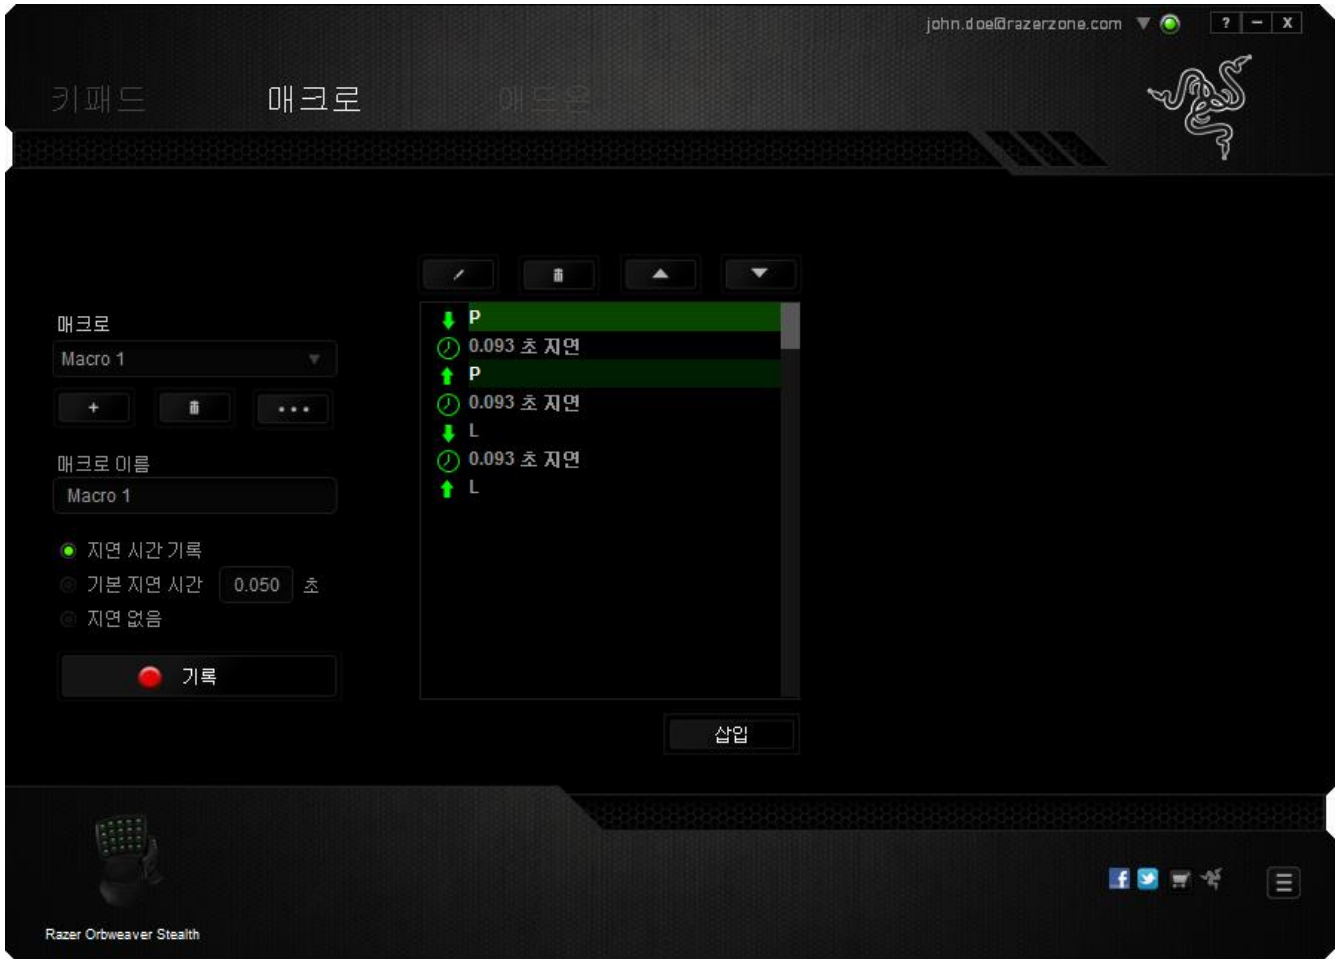 john.doe@razerzone.com
? − X
키패드 매크로 애드온
매크로
Macro 1
매크로 이름
Macro 1
지연 시간 기록
기본 지연 시간 0.050 초
지연 없음
기록
P
0.093 초 지연
P
0.093 초 지연
L
0.093 초 지연
L
삽입
Razer Orbweaver Stealth